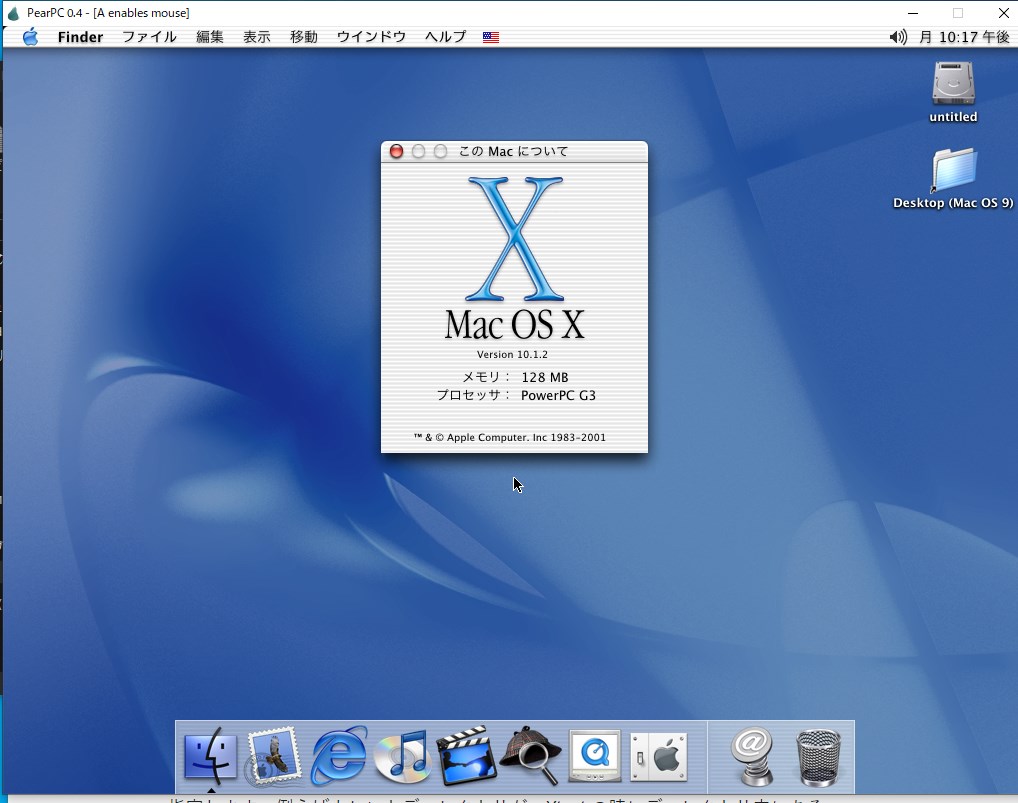 PearPC 0.4 - [A enables mouse]
Finder ファイル 編集 表示 移動 ウインドウ ヘルプ 月 10:17 午後
untitled
Desktop (Mac OS 9)
この Mac について
X
Mac OS X
Version 10.1.2
メモリ： 128 MB
プロセッサ： PowerPC G3
™ & © Apple Computer. Inc 1983-2001